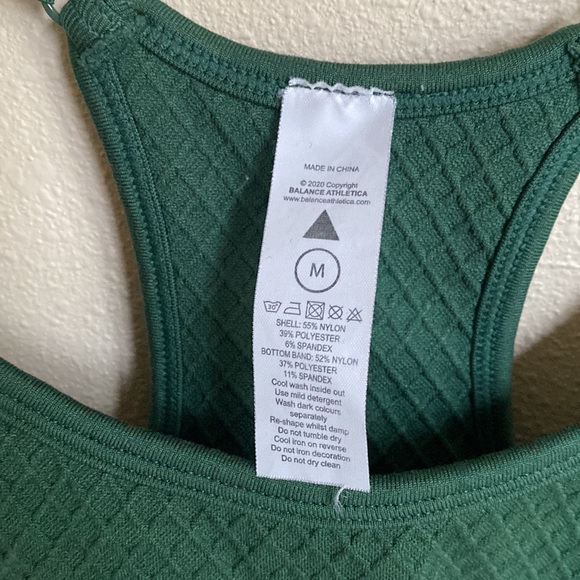 MADE IN CHINA
© 2020 Copyright
BALANCE ATHLETICA
www.balanceathletica.com
M
30°
SHELL: 55% NYLON
39% POLYESTER
6% SPANDEX
BOTTOM BAND: 52% NYLON
37% POLYESTER
11% SPANDEX
Cool wash inside out
Use mild detergent
Wash dark colours
separately
Re-shape whilst damp
Do not tumble dry
Cool iron on reverse
Do not iron decoration
Do not dry clean